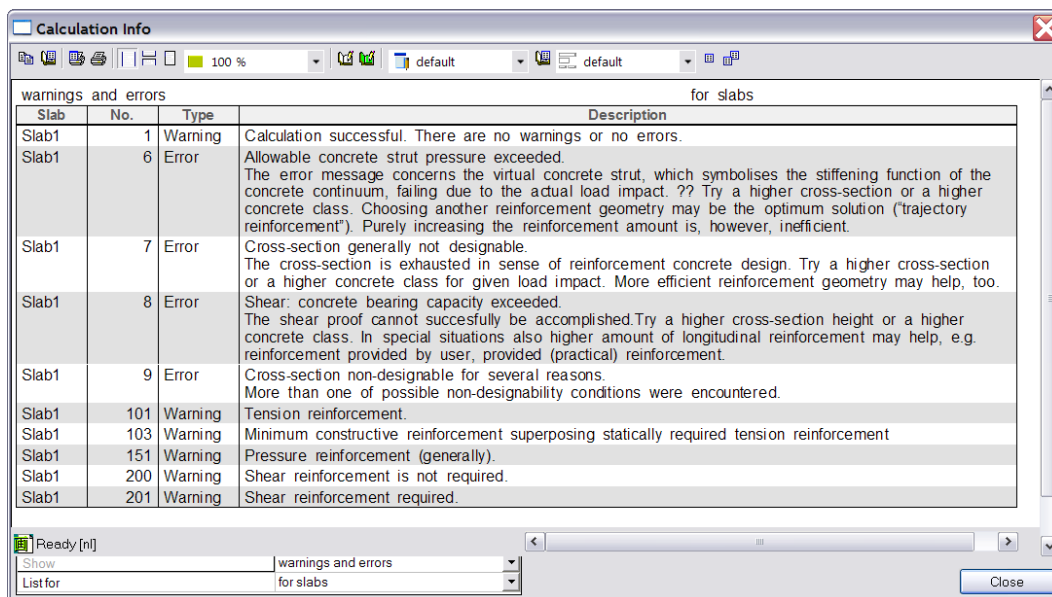 Calculation Info
100 %
default
default
warnings and errors for slabs
Slab No. Type Description
Slab1 1 Warning Calculation successful. There are no warnings or no errors.
Slab1 6 Error Allowable concrete strut pressure exceeded.
The error message concerns the virtual concrete strut, which symbolises the stiffening function of the
concrete continuum, failing due to the actual load impact. ?? Try a higher cross-section or a higher
concrete class. Choosing another reinforcement geometry may be the optimum solution ("trajectory
reinforcement"). Purely increasing the reinforcement amount is, however, inefficient.
Slab1 7 Error Cross-section generally not designable.
The cross-section is exhausted in sense of reinforcement concrete design. Try a higher cross-section
or a higher concrete class for given load impact. More efficient reinforcement geometry may help, too.
Slab1 8 Error Shear: concrete bearing capacity exceeded.
The shear proof cannot succesfully be accomplished.Try a higher cross-section height or a higher
concrete class. In special situations also higher amount of longitudinal reinforcement may help, e.g.
reinforcement provided by user, provided (practical) reinforcement.
Slab1 9 Error Cross-section non-designable for several reasons.
More than one of possible non-designability conditions were encountered.
Slab1 101 Warning Tension reinforcement.
Slab1 103 Warning Minimum constructive reinforcement superposing statically required tension reinforcement
Slab1 151 Warning Pressure reinforcement (generally).
Slab1 200 Warning Shear reinforcement is not required.
Slab1 201 Warning Shear reinforcement required.
Ready [nl]
Show warnings and errors
List for for slabs
Close